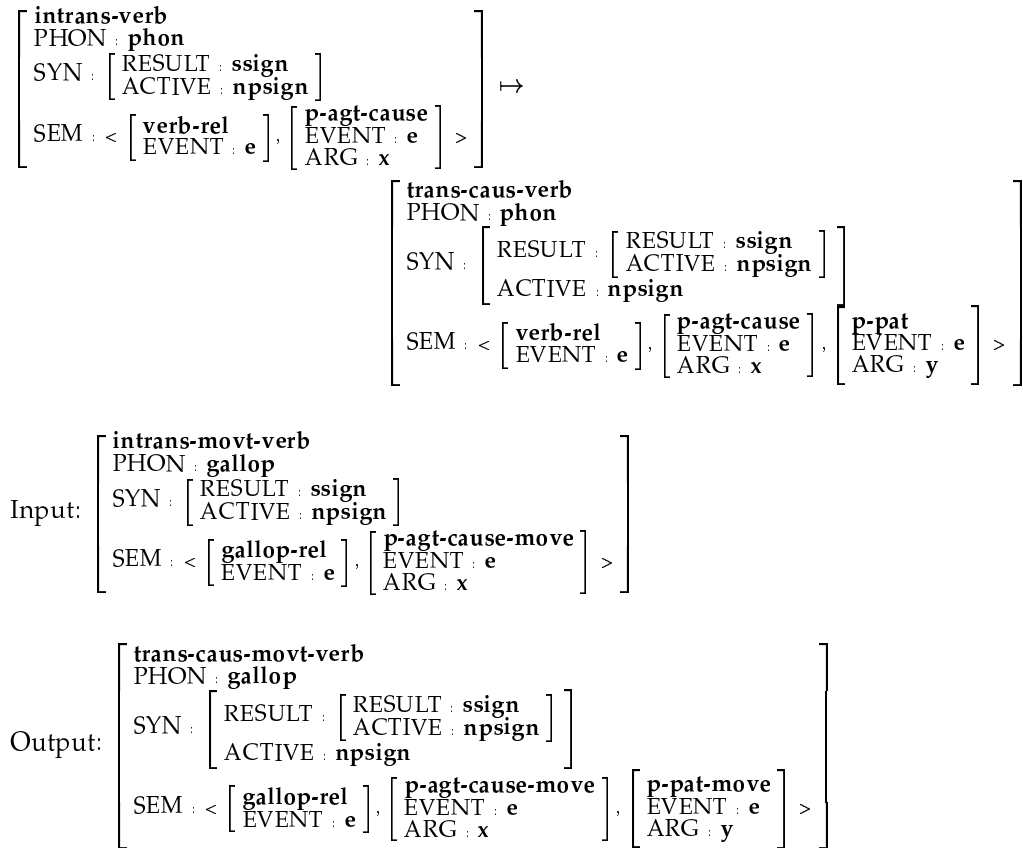 intrans-verb
PHON : phon
SYN : [ RESULT : ssign
ACTIVE : npsign ]
↦
SEM : < [ verb-rel
EVENT : e ] , [ p-agt-cause
EVENT : e
ARG : x ] >
trans-caus-verb
PHON : phon
SYN : [ RESULT : [ RESULT : ssign
ACTIVE : npsign ]
ACTIVE : npsign ]
SEM : < [ verb-rel
EVENT : e ] , [ p-agt-cause
EVENT : e
ARG : x ] , [ p-pat
EVENT : e
ARG : y ] >
Input:
intrans-movt-verb
PHON : gallop
SYN : [ RESULT : ssign
ACTIVE : npsign ]
SEM : < [ gallop-rel
EVENT : e ] , [ p-agt-cause-move
EVENT : e
ARG : x ] >
Output:
trans-caus-movt-verb
PHON : gallop
SYN : [ RESULT : [ RESULT : ssign
ACTIVE : npsign ]
ACTIVE : npsign ]
SEM : < [ gallop-rel
EVENT : e ] , [ p-agt-cause-move
EVENT : e
ARG : x ] , [ p-pat-move
EVENT : e
ARG : y ] >